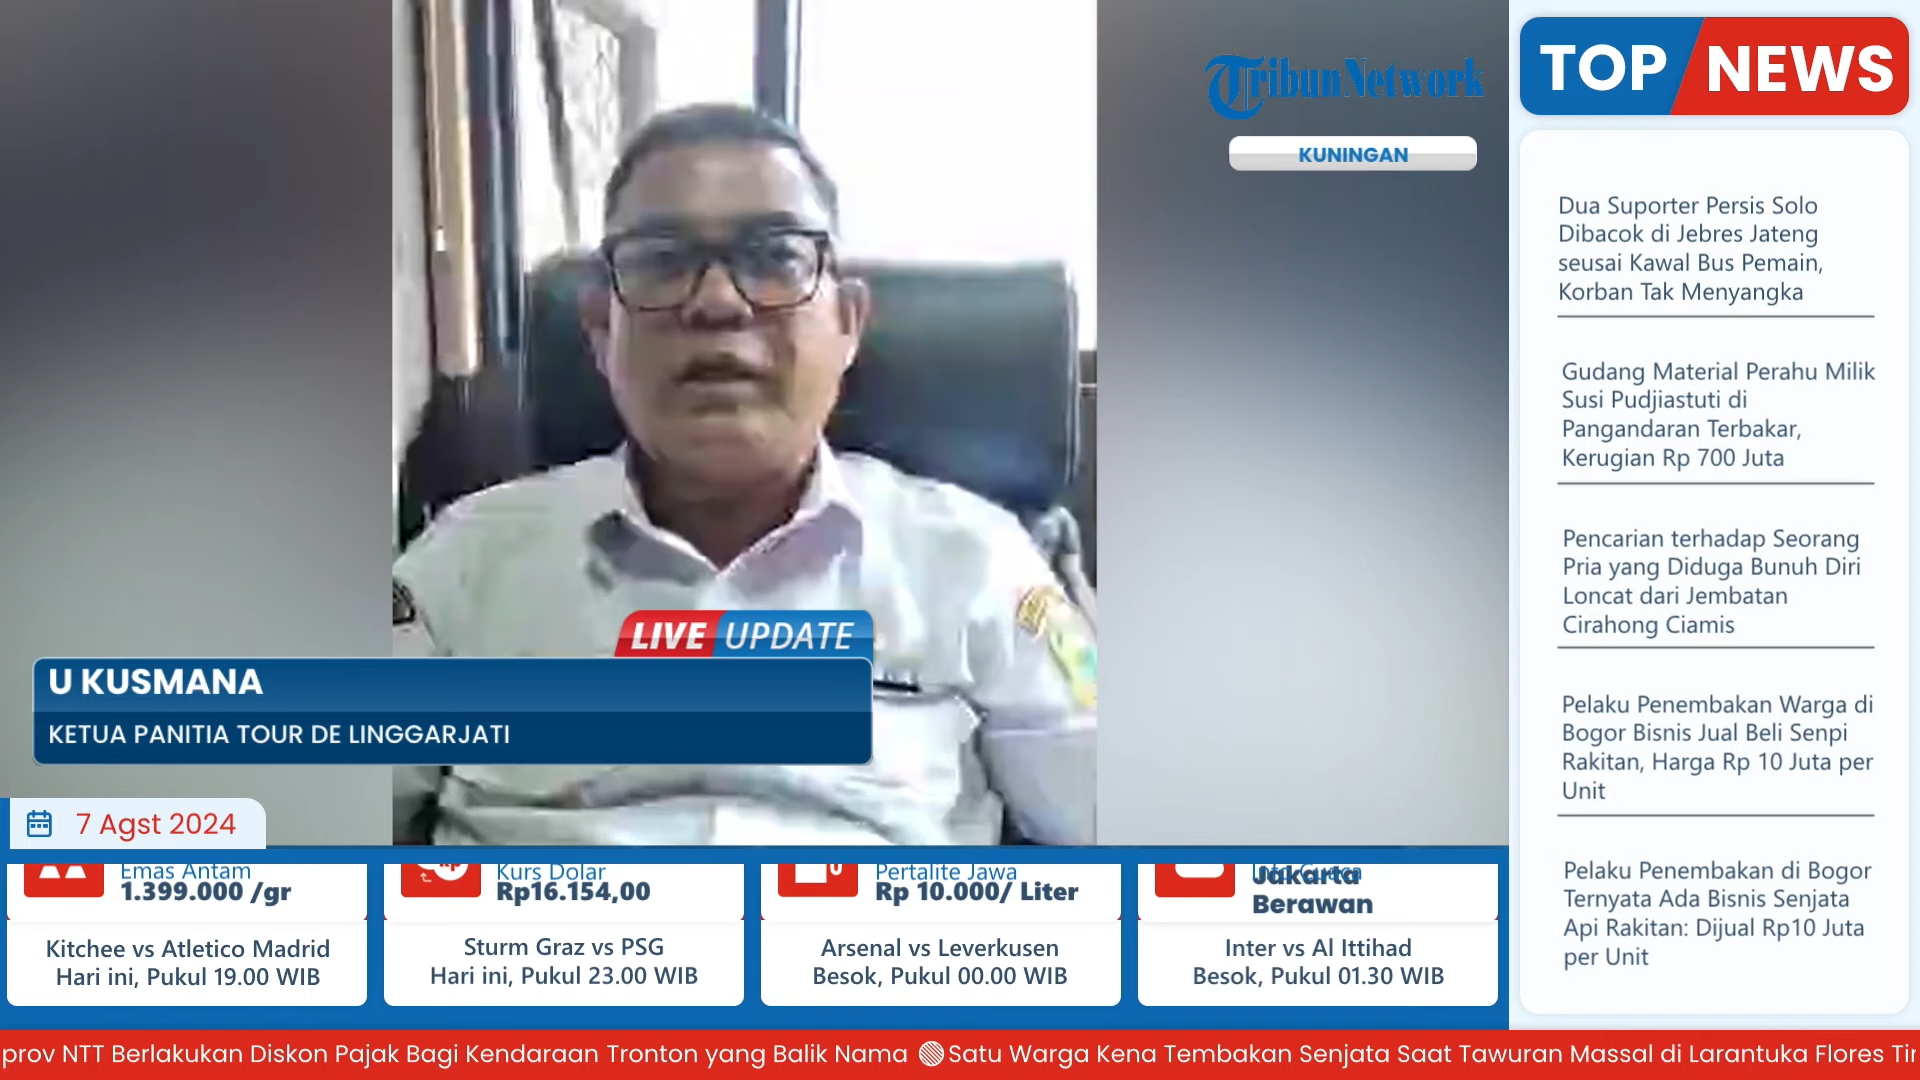 TribunNetwork
KUNINGAN
TOP NEWS
Dua Suporter Persis Solo
Dibacok di Jebres Jateng
seusai Kawal Bus Pemain,
Korban Tak Menyangka
Gudang Material Perahu Milik
Susi Pudjiastuti di
Pangandaran Terbakar,
Kerugian Rp 700 Juta
Pencarian terhadap Seorang
Pria yang Diduga Bunuh Diri
Loncat dari Jembatan
Cirahong Ciamis
Pelaku Penembakan Warga di
Bogor Bisnis Jual Beli Senpi
Rakitan, Harga Rp 10 Juta per
Unit
Pelaku Penembakan di Bogor
Ternyata Ada Bisnis Senjata
Api Rakitan: Dijual Rp10 Juta
per Unit
LIVE UPDATE
U KUSMANA
KETUA PANITIA TOUR DE LINGGARJATI
7 Agst 2024
Emas Antam
1.399.000 /gr
Kurs Dolar
Rp16.154,00
Pertalite Jawa
Rp 10.000/ Liter
Jakarta
Berawan
Kitchee vs Atletico Madrid
Hari ini, Pukul 19.00 WIB
Sturm Graz vs PSG
Hari ini, Pukul 23.00 WIB
Arsenal vs Leverkusen
Besok, Pukul 00.00 WIB
Inter vs Al Ittihad
Besok, Pukul 01.30 WIB
prov NTT Berlakukan Diskon Pajak Bagi Kendaraan Tronton yang Balik Nama Satu Warga Kena Tembakan Senjata Saat Tawuran Massal di Larantuka Flores